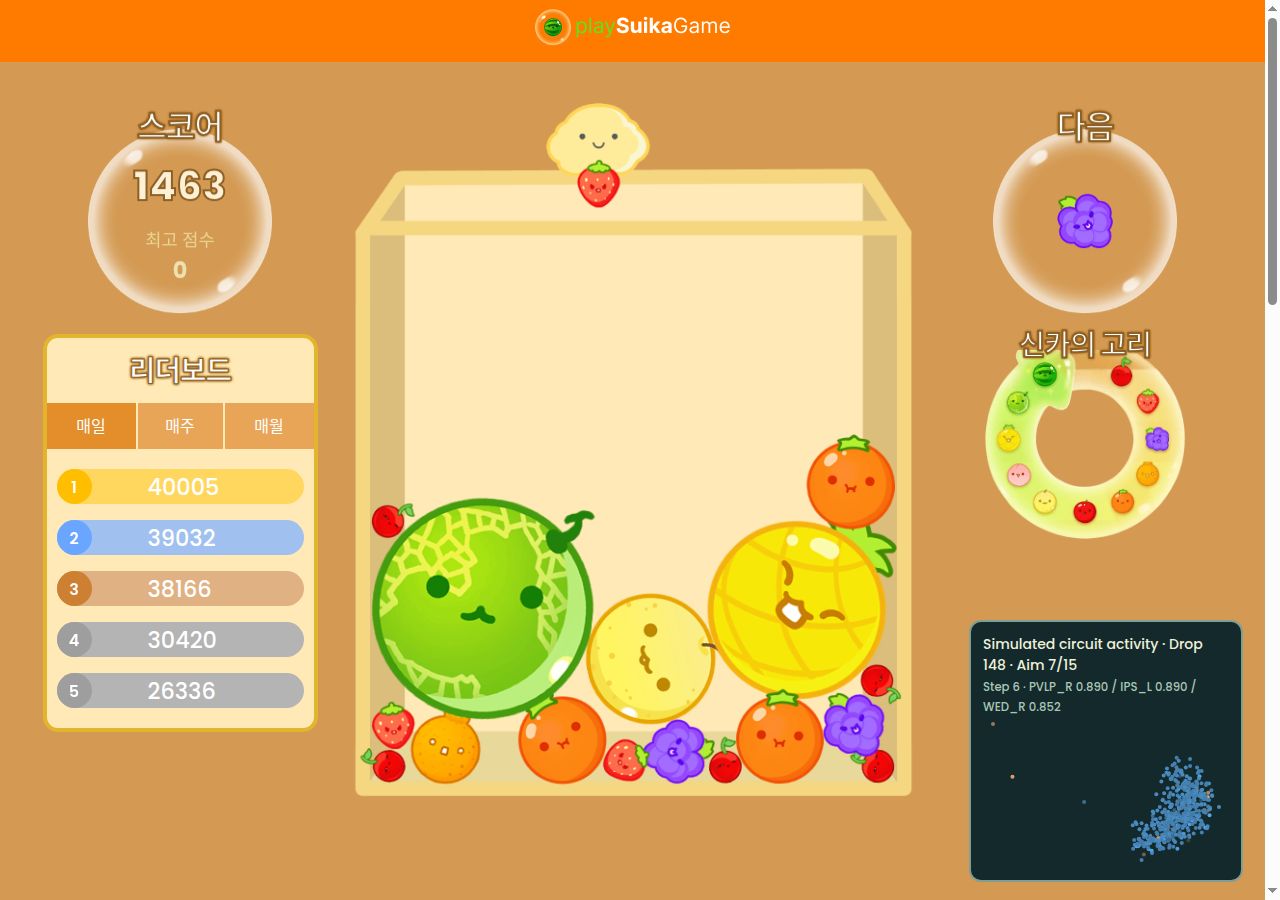 playSuikaGame
스코어
1463
최고 점수
0
다음
신카의 고리
리더보드
매일 매주 매월
1 40005
2 39032
3 38166
4 30420
5 26336
Simulated circuit activity · Drop
148 · Aim 7/15
Step 6 · PVLP_R 0.890 / IPS_L 0.890 /
WED_R 0.852